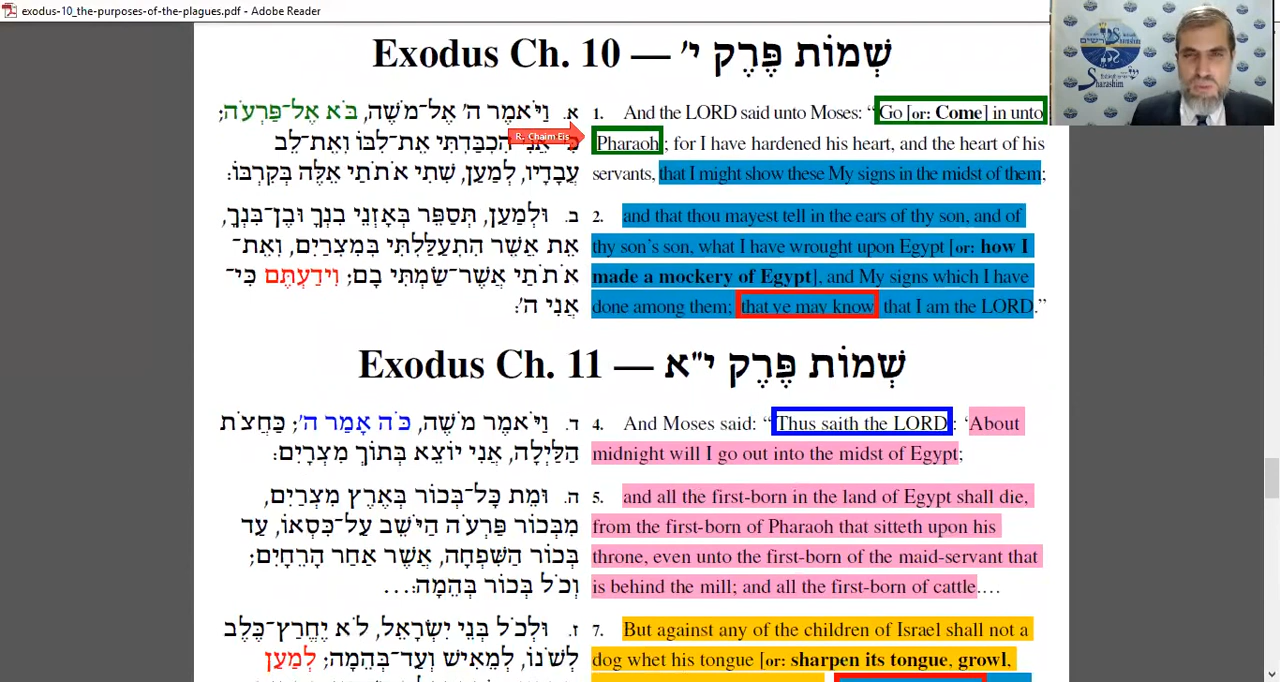 exodus-10_the-purposes-of-the-plagues.pdf - Adobe Reader
Exodus Ch. 10 — שְׁמוֹת פֶּרֶק י׳
א. וַיֹּאמֶר ה׳ אֶל־מֹשֶׁה, בֹּא אֶל־פַּרְעֹה;
הִכְבַּדְתִּי אֶת־לִבּוֹ וְאֶת־לֵב
עֲבָדָיו, לְמַעַן, שִׁתִי אֹתֹתַי אֵלֶּה בְּקִרְבּוֹ:
1. And the LORD said unto Moses: “Go [or: Come] in unto
R. Chaim Eis
Pharaoh; for I have hardened his heart, and the heart of his
servants, that I might show these My signs in the midst of them;
ב. וּלְמַעַן, תְּסַפֵּר בְּאָזְנֵי בִנְךָ וּבֶן־בִּנְךָ,
אֵת אֲשֶׁר הִתְעַלַּלְתִּי בְּמִצְרַיִם, וְאֶת־
אֹתֹתַי אֲשֶׁר־שַׂמְתִּי בָם; וִידַעְתֶּם כִּי־
אֲנִי ה׳:
2. and that thou mayest tell in the ears of thy son, and of
thy son’s son, what I have wrought upon Egypt [or: how I
made a mockery of Egypt], and My signs which I have
done among them; that ye may know that I am the LORD.”
Exodus Ch. 11 — שְׁמוֹת פֶּרֶק י״א
ד. וַיֹּאמֶר מֹשֶׁה, כֹּה אָמַר ה׳; כַּחֲצֹת
הַלַּיְלָה, אֲנִי יוֹצֵא בְּתוֹךְ מִצְרָיִם:
4. And Moses said: “Thus saith the LORD: ‘About
midnight will I go out into the midst of Egypt;
ה. וּמֵת כָּל־בְּכוֹר בְּאֶרֶץ מִצְרַיִם,
מִבְּכוֹר פַּרְעֹה הַיֹּשֵׁב עַל־כִּסְאוֹ, עַד
בְּכוֹר הַשִּׁפְחָה, אֲשֶׁר אַחַר הָרֵחָיִם;
וְכֹל בְּכוֹר בְּהֵמָה:…
5. and all the first-born in the land of Egypt shall die,
from the first-born of Pharaoh that sitteth upon his
throne, even unto the first-born of the maid-servant that
is behind the mill; and all the first-born of cattle.…
ז. וּלְכֹל בְּנֵי יִשְׂרָאֵל, לֹא יֶחֱרַץ־כֶּלֶב
לְשֹׁנוֹ, לְמֵאִישׁ וְעַד־בְּהֵמָה; לְמַעַן
7. But against any of the children of Israel shall not a
dog whet his tongue [or: sharpen its tongue, growl,